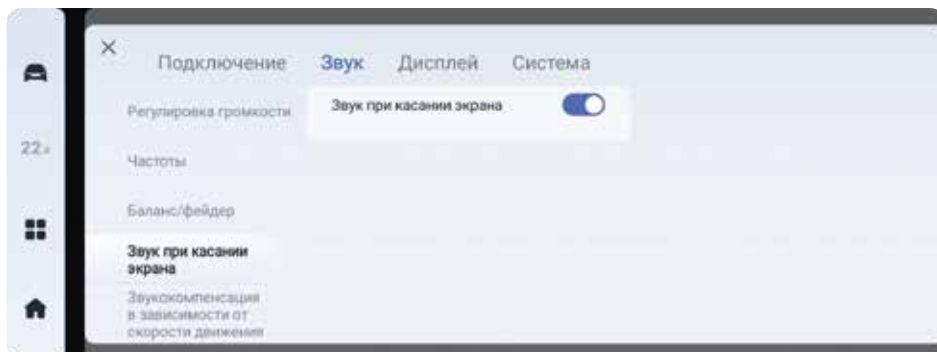 Подключение Звук Дисплей Система
Регулировка громкости
Звук при касании экрана
22
Частоты
Баланс/фейдер
Звук при касании
экрана
Звукокомпенсация
в зависимости от
скорости движения